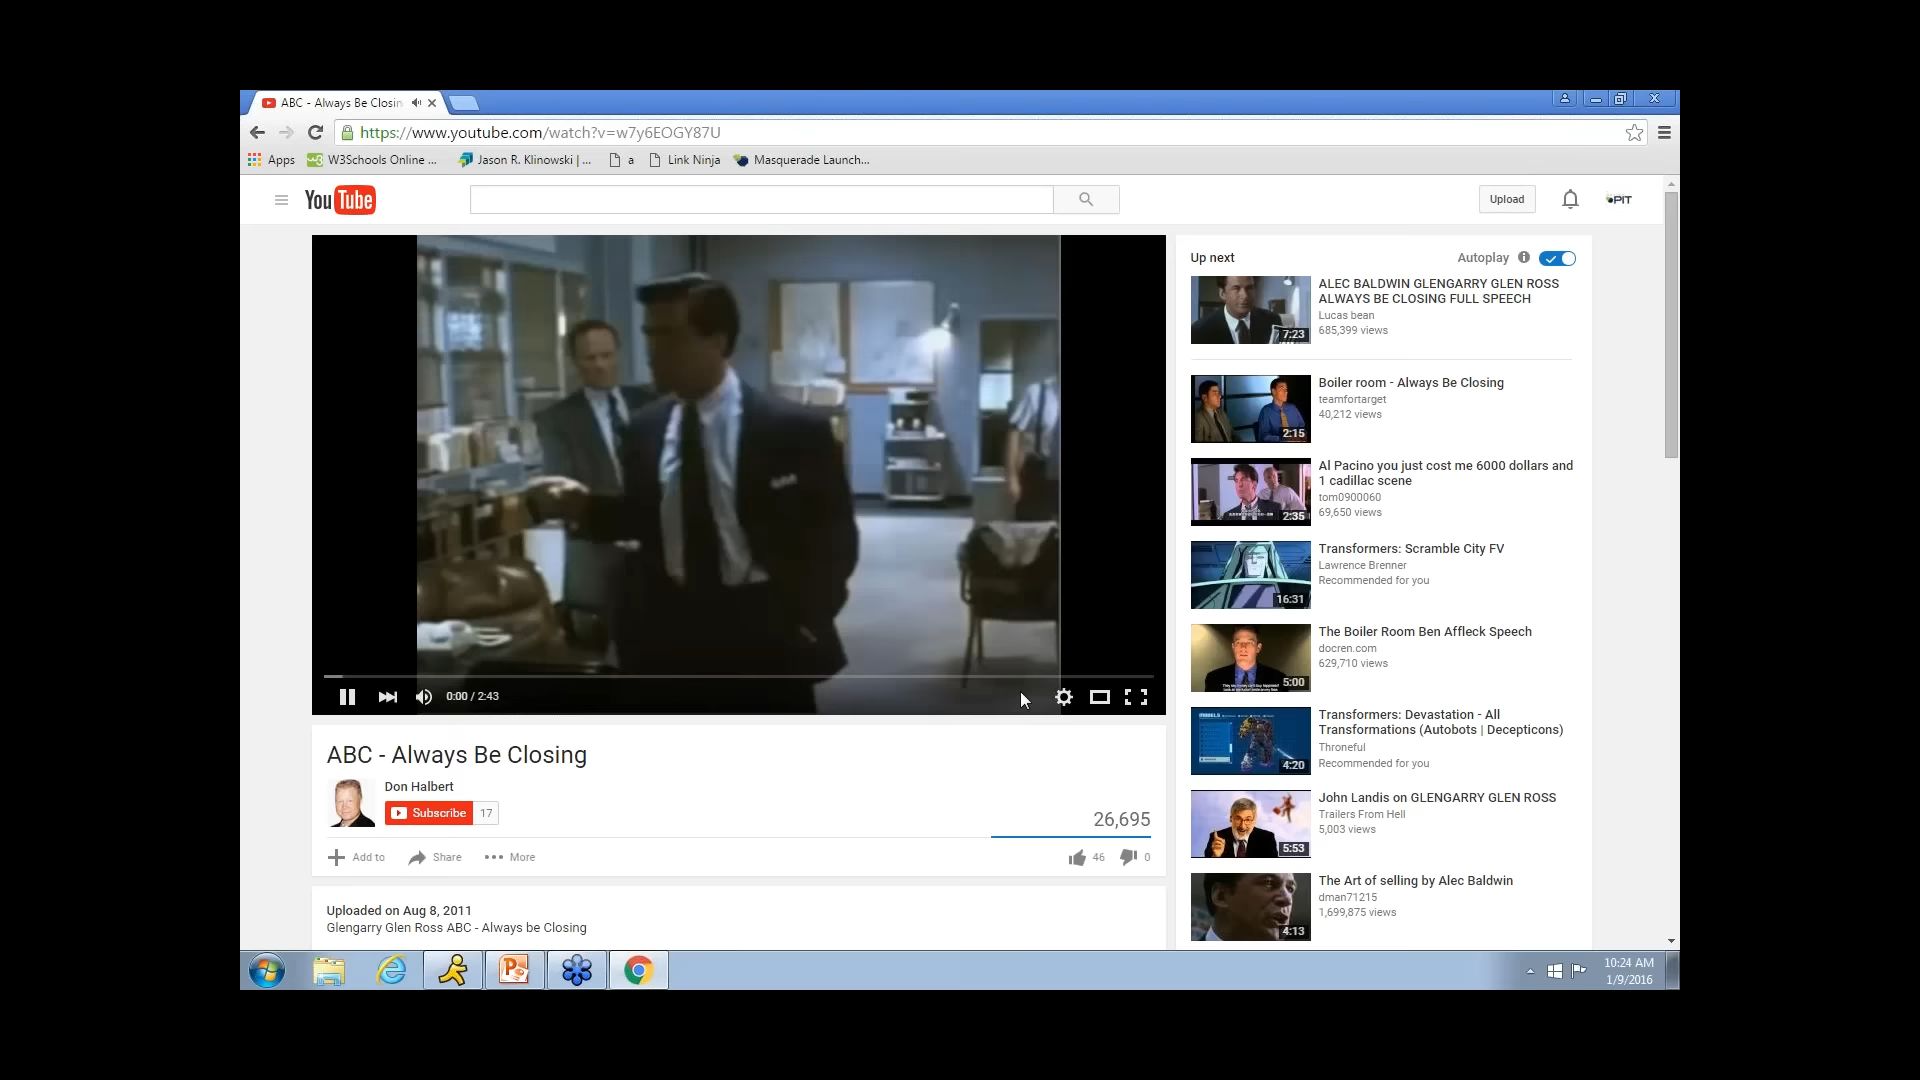 ABC - Always Be Closin
https://www.youtube.com/watch?v=w7y6EOGY87U
Apps W3Schools Online ... Jason R. Klinowski | ... a Link Ninja Masquerade Launch...
YouTube
Upload
PIT
Up next
Autoplay
ALEC BALDWIN GLENGARRY GLEN ROSS
ALWAYS BE CLOSING FULL SPEECH
Lucas bean
685,399 views
7:23
Boiler room - Always Be Closing
teamfortarget
40,212 views
2:15
Al Pacino you just cost me 6000 dollars and
1 cadillac scene
tom0900060
69,650 views
2:35
Transformers: Scramble City FV
Lawrence Brenner
Recommended for you
16:31
The Boiler Room Ben Affleck Speech
docren.com
629,710 views
5:00
Transformers: Devastation - All
Transformations (Autobots | Decepticons)
Throneful
Recommended for you
4:20
John Landis on GLENGARRY GLEN ROSS
Trailers From Hell
5,003 views
5:53
The Art of selling by Alec Baldwin
dman71215
1,699,875 views
4:13
0:00 / 2:43
ABC - Always Be Closing
Don Halbert
Subscribe 17
26,695
Add to Share More
46 0
Uploaded on Aug 8, 2011
Glengarry Glen Ross ABC - Always be Closing
10:24 AM
1/9/2016